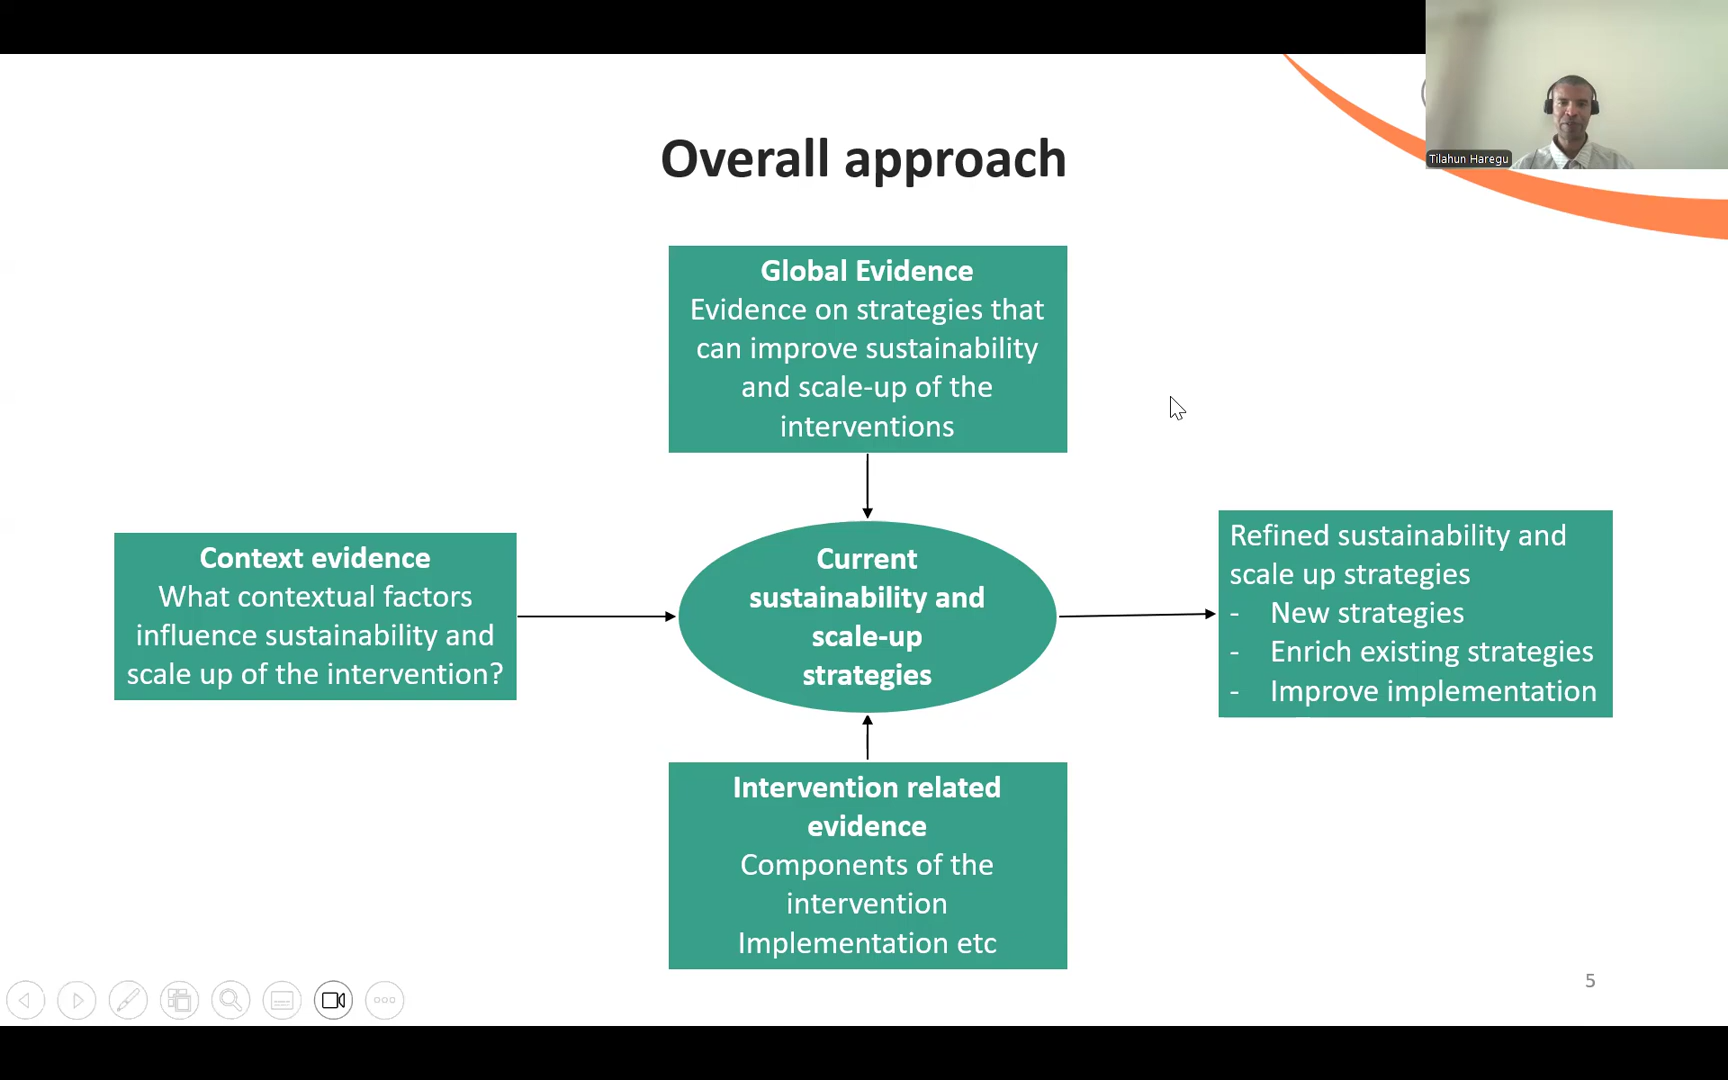 Tilahun Haregu
Overall approach
Global Evidence
Evidence on strategies that
can improve sustainability
and scale-up of the
interventions
Context evidence
What contextual factors
influence sustainability and
scale up of the intervention?
Current
sustainability and
scale-up
strategies
Refined sustainability and
scale up strategies
- New strategies
- Enrich existing strategies
- Improve implementation
Intervention related
evidence
Components of the
intervention
Implementation etc
5